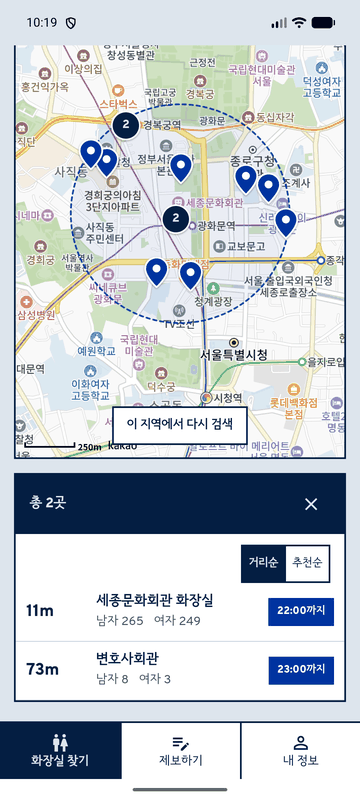 10:19
창성동별관
이상의집
근정전
국립현대미술관
서울
덕성여자
고등학교
홍건익가옥
스타벅스
국립고궁
박물관
경복궁
2
경복궁역
광화문
동십자각
정부서울
종로구청
조계사
사직동
경희궁의아침
3단지아파트
세종문화회관
2
광화문역
사직동
주민센터
교보문고
경희궁
서울역사
박물관
씨네큐브
광화문
서울출입국외국인청
세종로출장소
삼성병원
청계광장
TV조선
예원학교
국립현대
미술관
서울특별시청
을지로입
대문역
이화여자
고등학교
덕수궁
시청역
롯데백화점
본점
이 지역에서 다시 검색
250m
kakao
총 2곳
거리순
추천순
11m
세종문화회관 화장실
남자 265 여자 249
22:00까지
73m
변호사회관
남자 8 여자 3
23:00까지
화장실 찾기
제보하기
내 정보